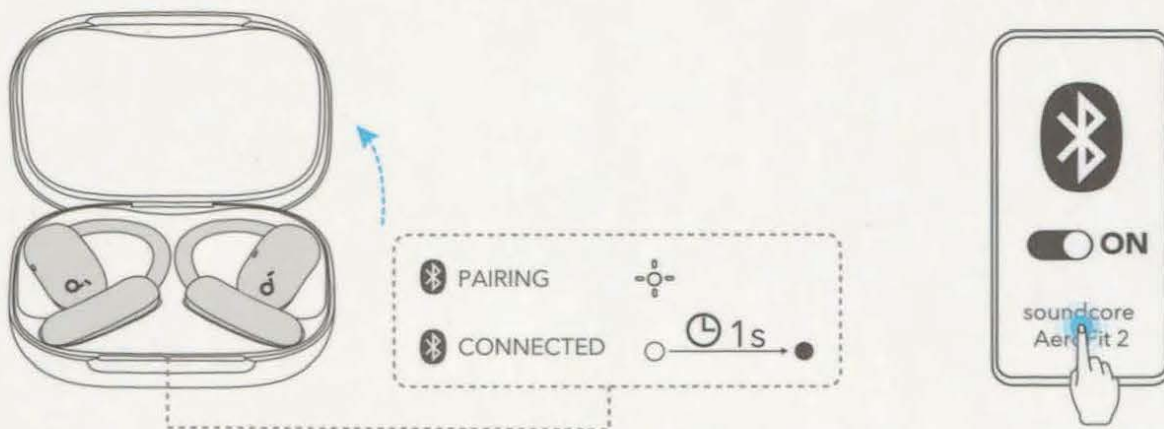 PAIRING
CONNECTED
1s
ON
soundcore
AeroFit 2